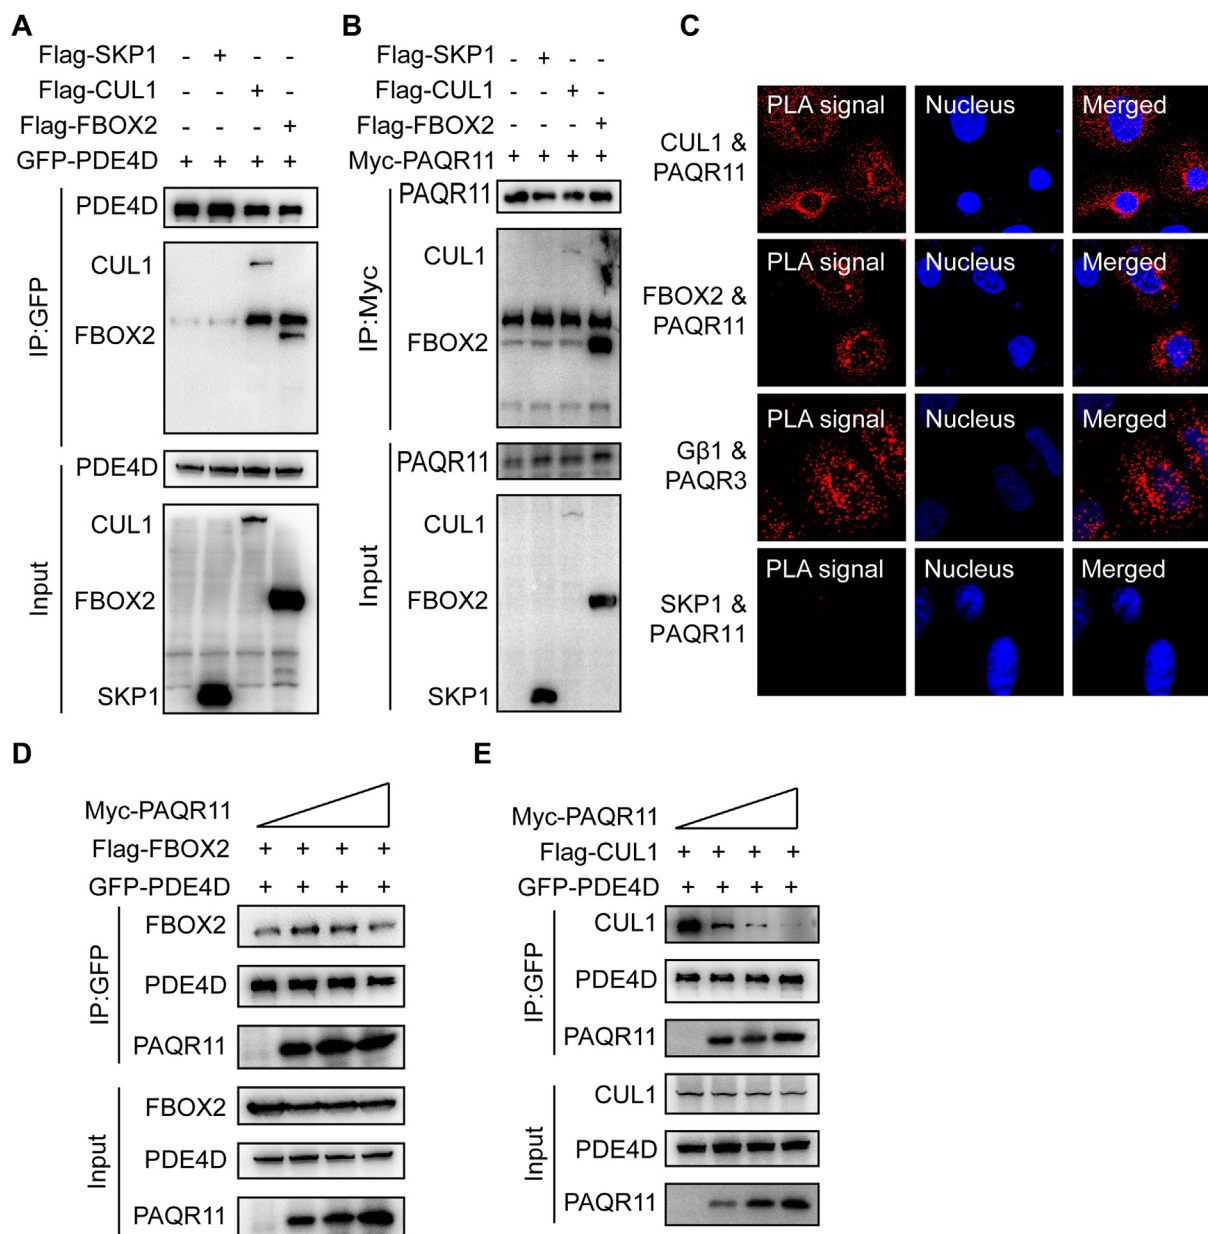 A
Flag-SKP1 - + - -
Flag-CUL1 - - + -
Flag-FBOX2 - - - +
GFP-PDE4D + + + +
IP:GFP
PDE4D
CUL1
FBOX2
Input
PDE4D
CUL1
FBOX2
SKP1
B
Flag-SKP1 - + - -
Flag-CUL1 - - + -
Flag-FBOX2 - - - +
Myc-PAQR11 + + + +
IP:Myc
PAQR11
CUL1
FBOX2
Input
PAQR11
CUL1
FBOX2
SKP1
C
CUL1 &
PAQR11
PLA signal Nucleus Merged
FBOX2 &
PAQR11
PLA signal Nucleus Merged
Gβ1 &
PAQR3
PLA signal Nucleus Merged
SKP1 &
PAQR11
PLA signal Nucleus Merged
D
Myc-PAQR11
Flag-FBOX2 + + + +
GFP-PDE4D + + + +
IP:GFP
FBOX2
PDE4D
PAQR11
Input
FBOX2
PDE4D
PAQR11
E
Myc-PAQR11
Flag-CUL1 + + + +
GFP-PDE4D + + + +
IP:GFP
CUL1
PDE4D
PAQR11
Input
CUL1
PDE4D
PAQR11